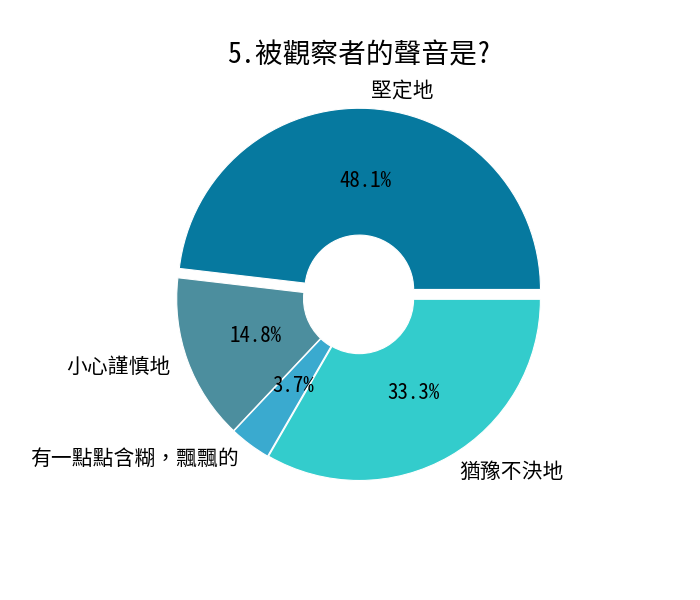 5.被觀察者的聲音是?
堅定地
48.1%
14.8%
小心謹慎地
3.7%
33.3%
有一點點含糊，飄飄的
猶豫不決地